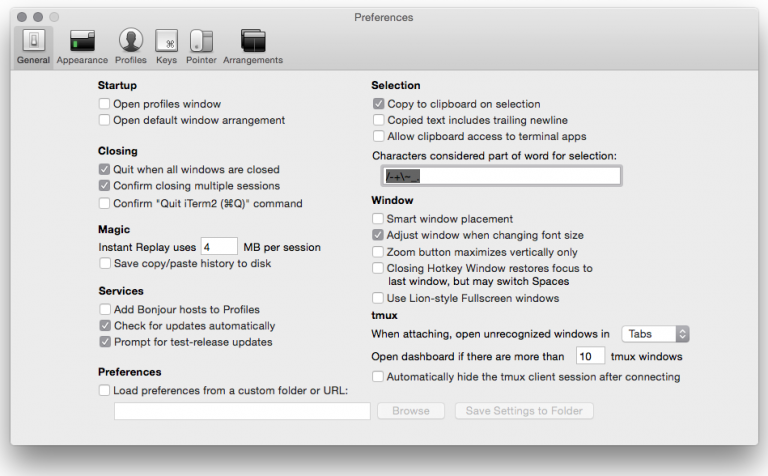 Preferences
General Appearance Profiles Keys Pointer Arrangements
Startup
Open profiles window
Open default window arrangement
Closing
Quit when all windows are closed
Confirm closing multiple sessions
Confirm "Quit iTerm2 (⌘Q)" command
Magic
Instant Replay uses 4 MB per session
Save copy/paste history to disk
Services
Add Bonjour hosts to Profiles
Check for updates automatically
Prompt for test-release updates
Preferences
Load preferences from a custom folder or URL:
Browse Save Settings to Folder
Selection
Copy to clipboard on selection
Copied text includes trailing newline
Allow clipboard access to terminal apps
Characters considered part of word for selection:
/-+\~_.
Window
Smart window placement
Adjust window when changing font size
Zoom button maximizes vertically only
Closing Hotkey Window restores focus to
last window, but may switch Spaces
Use Lion-style Fullscreen windows
tmux
When attaching, open unrecognized windows in Tabs
Open dashboard if there are more than 10 tmux windows
Automatically hide the tmux client session after connecting